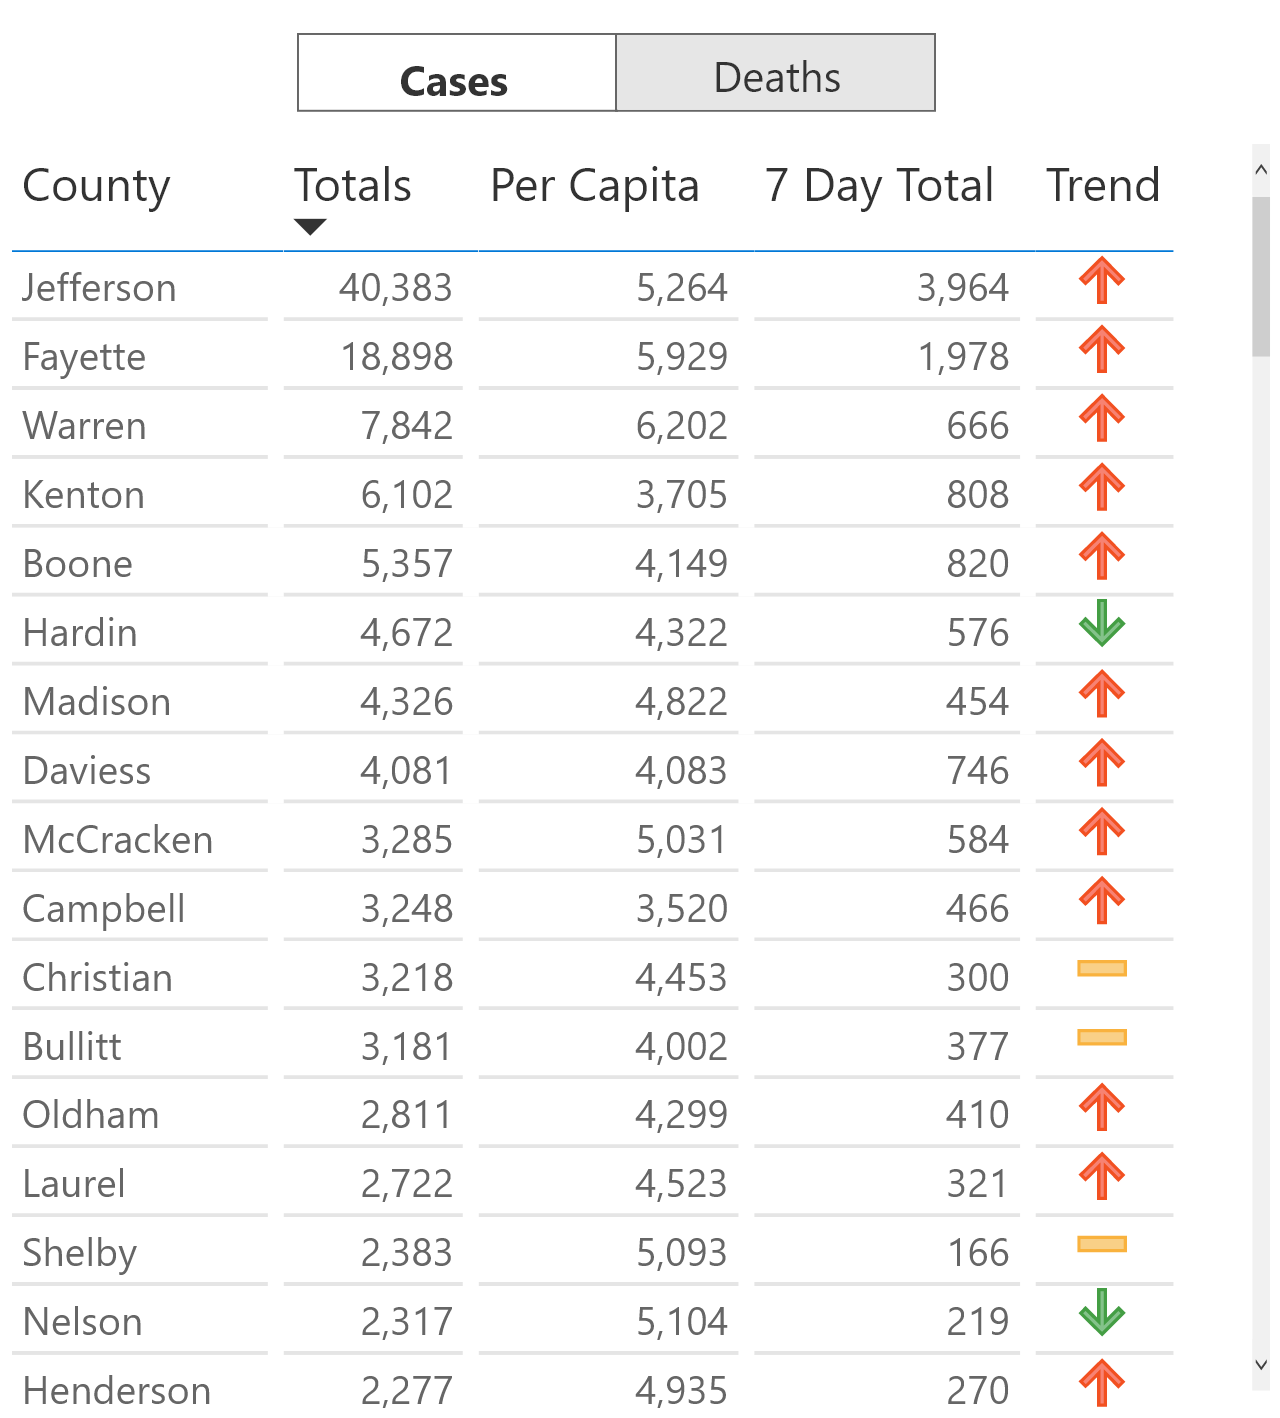 Cases Deaths
County Totals Per Capita 7 Day Total Trend
Jefferson 40,383 5,264 3,964
Fayette 18,898 5,929 1,978
Warren 7,842 6,202 666
Kenton 6,102 3,705 808
Boone 5,357 4,149 820
Hardin 4,672 4,322 576
Madison 4,326 4,822 454
Daviess 4,081 4,083 746
McCracken 3,285 5,031 584
Campbell 3,248 3,520 466
Christian 3,218 4,453 300
Bullitt 3,181 4,002 377
Oldham 2,811 4,299 410
Laurel 2,722 4,523 321
Shelby 2,383 5,093 166
Nelson 2,317 5,104 219
Henderson 2,277 4,935 270